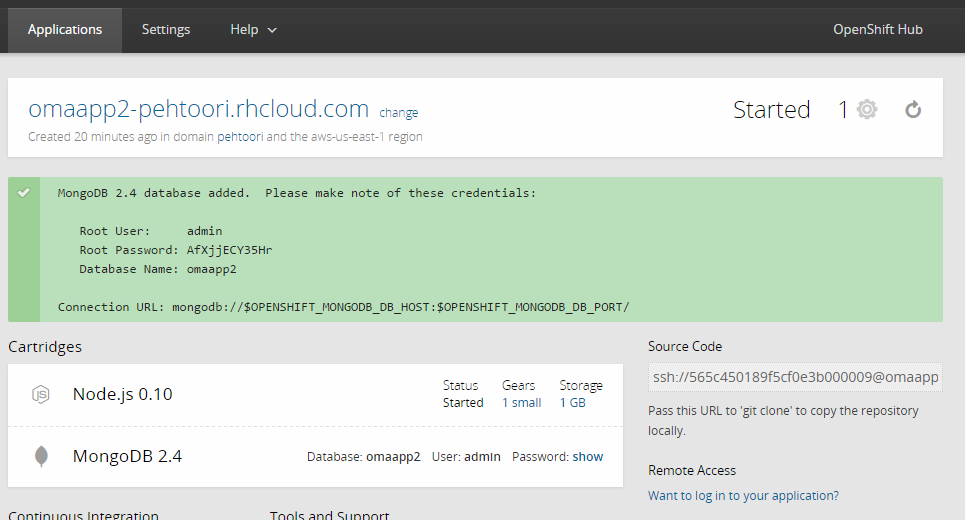 Applications Settings Help OpenShift Hub
omaapp2-pehtoori.rhcloud.com change Started 1
Created 20 minutes ago in domain pehtoori and the aws-us-east-1 region
MongoDB 2.4 database added.  Please make note of these credentials:
Root User:     admin
Root Password: AfXjjECY35Hr
Database Name: omaapp2
Connection URL: mongodb://$OPENSHIFT_MONGODB_DB_HOST:$OPENSHIFT_MONGODB_DB_PORT/
Cartridges
JS Node.js 0.10
Status Gears Storage
Started 1 small 1 GB
MongoDB 2.4 Database: omaapp2 User: admin Password: show
Source Code
ssh://565c450189f5cf0e3b000009@omaapp
Pass this URL to 'git clone' to copy the repository
locally.
Remote Access
Want to log in to your application?
Continuous Integration Tools and Support